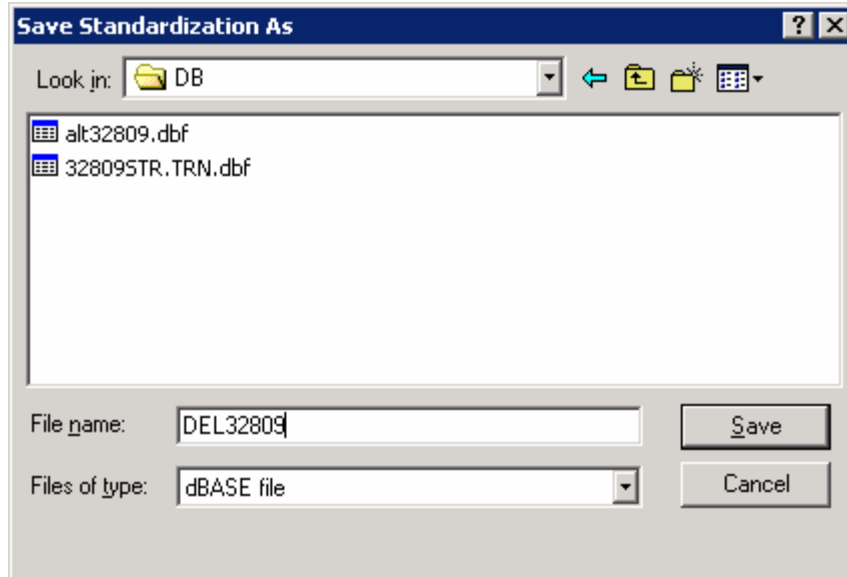 Save Standardization As
Look in: DB
alt32809.dbf
32809STR.TRN.dbf
File name: DEL32809 Save
Files of type: dBASE file Cancel